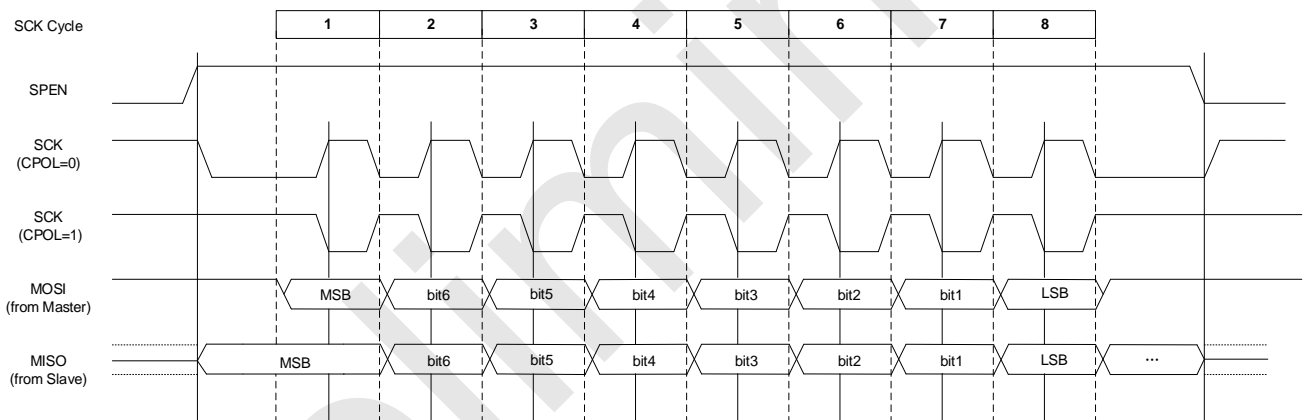 SCK Cycle 1 2 3 4 5 6 7 8
SPEN
SCK
(CPOL=0)
SCK
(CPOL=1)
MOSI
(from Master)
MSB bit6 bit5 bit4 bit3 bit2 bit1 LSB
MISO
(from Slave)
MSB bit6 bit5 bit4 bit3 bit2 bit1 LSB ...